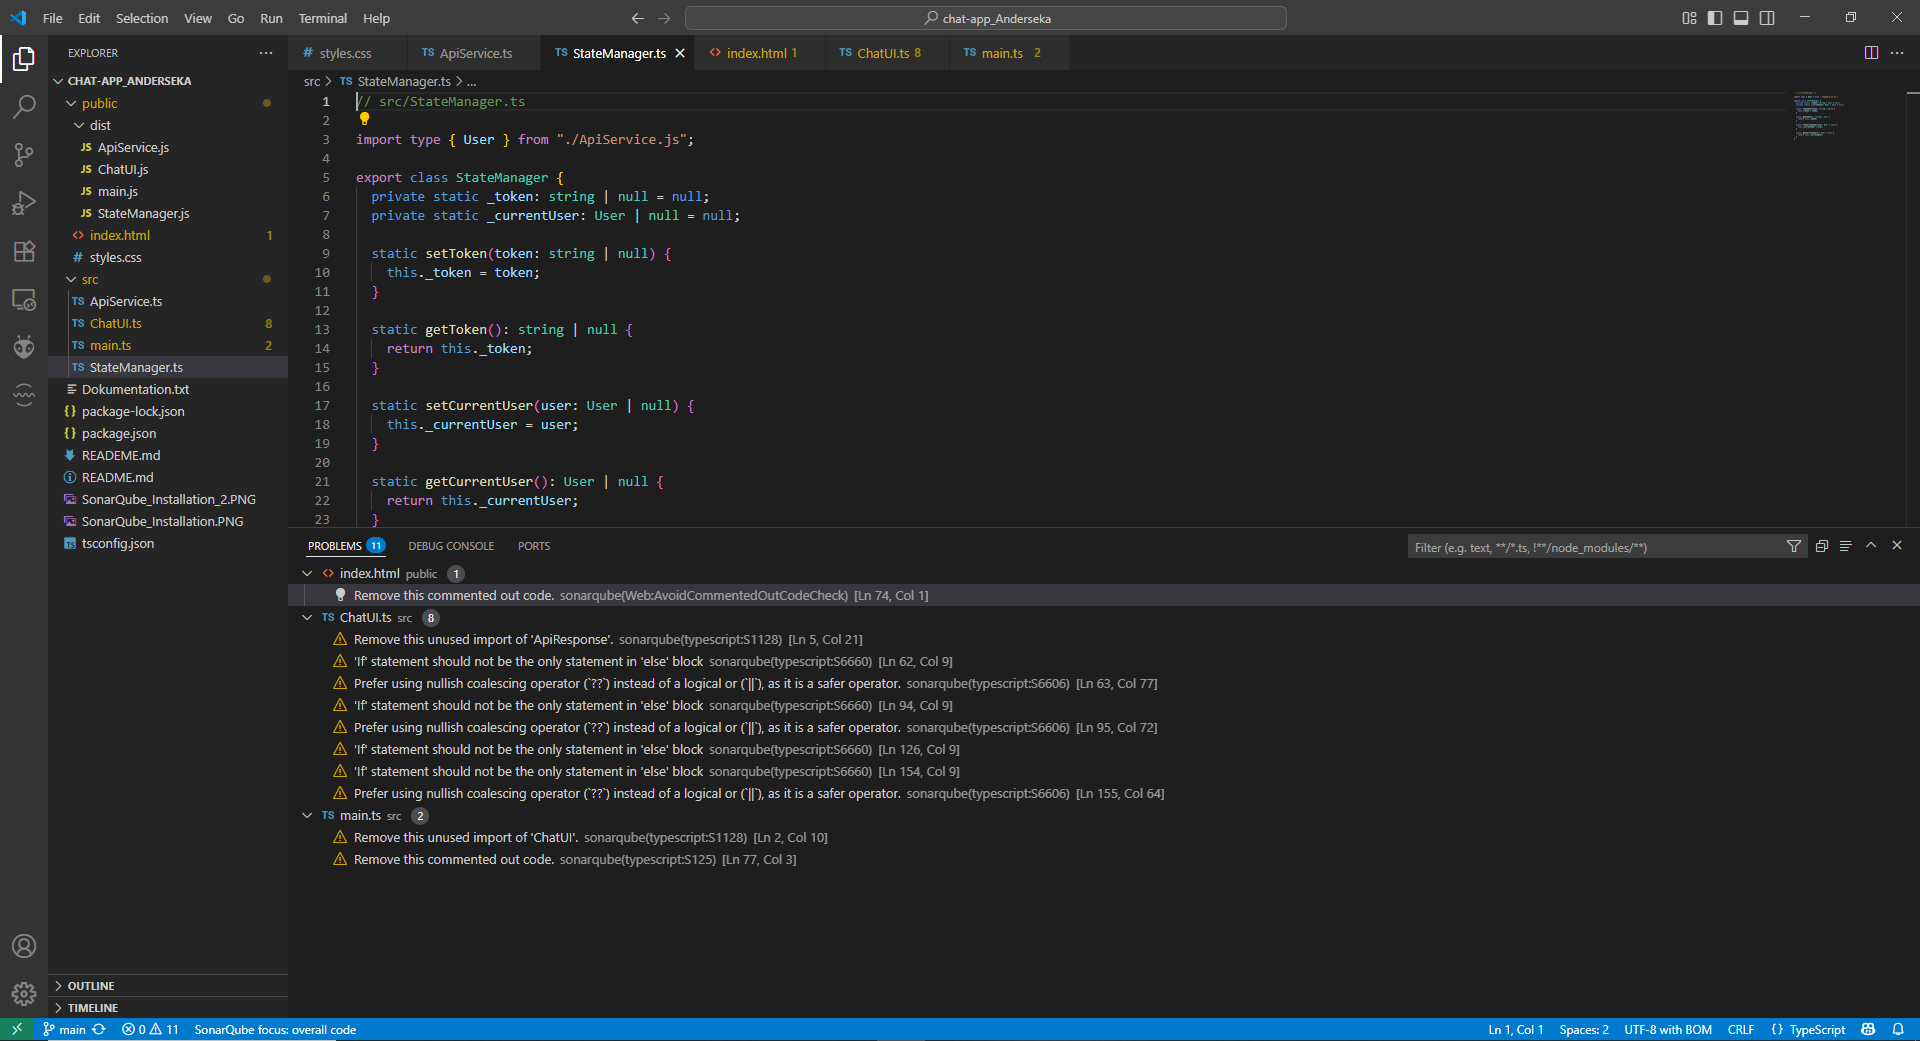 File Edit Selection View Go Run Terminal Help
chat-app_Anderseka
EXPLORER
CHAT-APP_ANDERSEKA
public
dist
JS ApiService.js
JS ChatUI.js
JS main.js
JS StateManager.js
<> index.html 1
# styles.css
src
TS ApiService.ts
TS ChatUI.ts 8
TS main.ts 2
TS StateManager.ts
Dokumentation.txt
{} package-lock.json
{} package.json
READEME.md
README.md
SonarQube_Installation_2.PNG
SonarQube_Installation.PNG
TS tsconfig.json
OUTLINE
TIMELINE
# styles.css
TS ApiService.ts
TS StateManager.ts
<> index.html 1
TS ChatUI.ts 8
TS main.ts 2
src > TS StateManager.ts > ...
1 // src/StateManager.ts
2
3 import type { User } from "./ApiService.js";
4
5 export class StateManager {
6 private static _token: string | null = null;
7 private static _currentUser: User | null = null;
8
9 static setToken(token: string | null) {
10 this._token = token;
11 }
12
13 static getToken(): string | null {
14 return this._token;
15 }
16
17 static setCurrentUser(user: User | null) {
18 this._currentUser = user;
19 }
20
21 static getCurrentUser(): User | null {
22 return this._currentUser;
23 }
PROBLEMS 11 DEBUG CONSOLE PORTS
Filter (e.g. text, **/*.ts, !**/node_modules/**)
<> index.html public 1
Remove this commented out code. sonarqube(Web:AvoidCommentedOutCodeCheck) [Ln 74, Col 1]
TS ChatUI.ts src 8
Remove this unused import of 'ApiResponse'. sonarqube(typescript:S1128) [Ln 5, Col 21]
'If' statement should not be the only statement in 'else' block sonarqube(typescript:S6660) [Ln 62, Col 9]
Prefer using nullish coalescing operator (`??`) instead of a logical or (`||`), as it is a safer operator. sonarqube(typescript:S6606) [Ln 63, Col 77]
'If' statement should not be the only statement in 'else' block sonarqube(typescript:S6660) [Ln 94, Col 9]
Prefer using nullish coalescing operator (`??`) instead of a logical or (`||`), as it is a safer operator. sonarqube(typescript:S6606) [Ln 95, Col 72]
'If' statement should not be the only statement in 'else' block sonarqube(typescript:S6660) [Ln 126, Col 9]
'If' statement should not be the only statement in 'else' block sonarqube(typescript:S6660) [Ln 154, Col 9]
Prefer using nullish coalescing operator (`??`) instead of a logical or (`||`), as it is a safer operator. sonarqube(typescript:S6606) [Ln 155, Col 64]
TS main.ts src 2
Remove this unused import of 'ChatUI'. sonarqube(typescript:S1128) [Ln 2, Col 10]
Remove this commented out code. sonarqube(typescript:S125) [Ln 77, Col 3]
main 0 11 SonarQube focus: overall code
Ln 1, Col 1 Spaces: 2 UTF-8 with BOM CRLF {} TypeScript